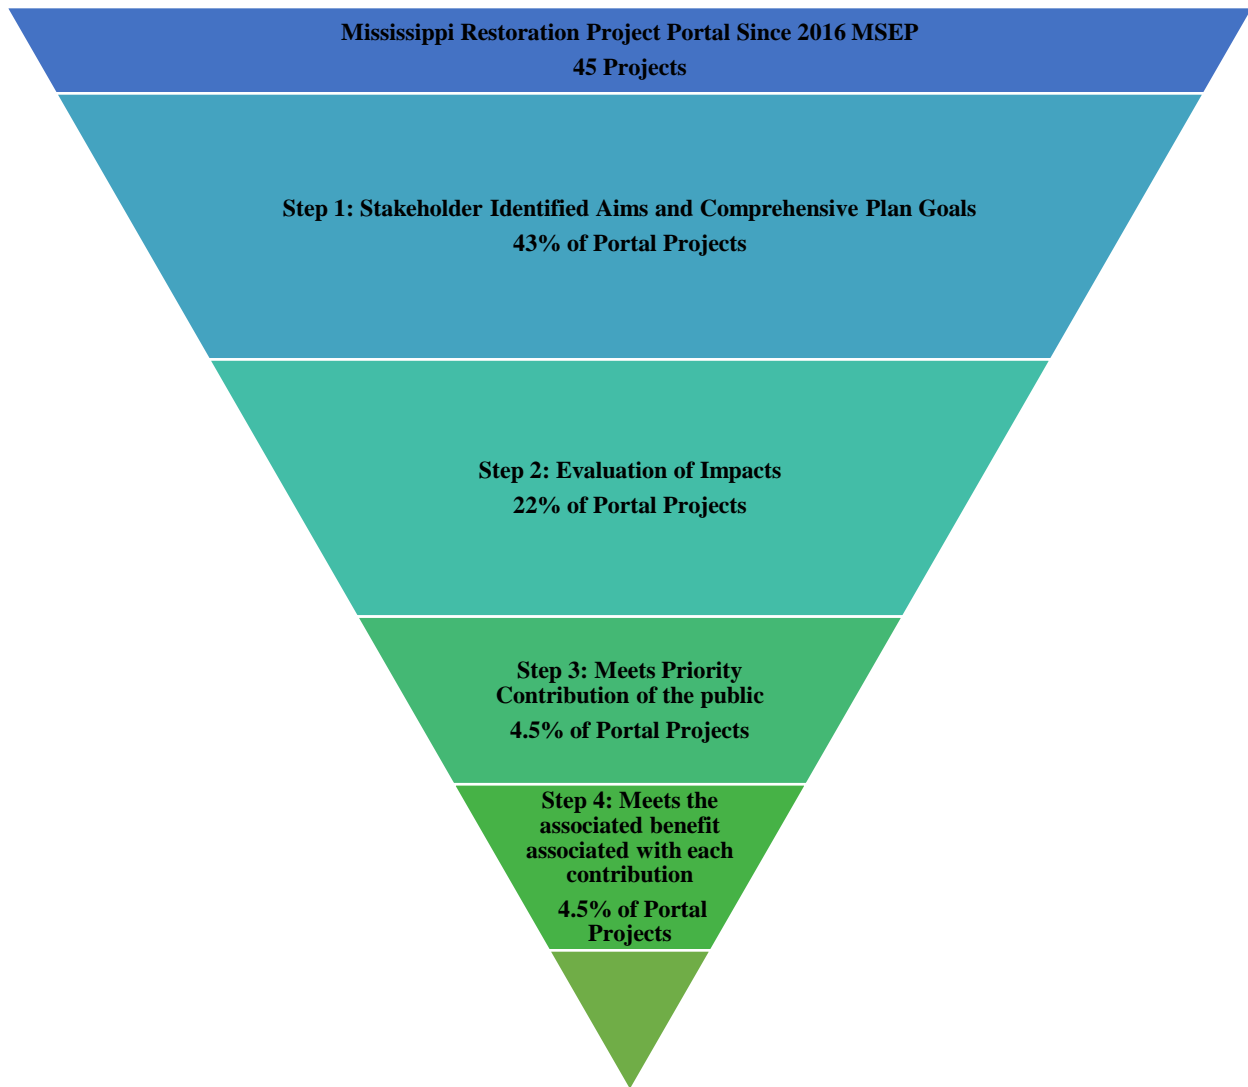 Mississippi Restoration Project Portal Since 2016 MSEP
45 Projects
Step 1: Stakeholder Identified Aims and Comprehensive Plan Goals
43% of Portal Projects
Step 2: Evaluation of Impacts
22% of Portal Projects
Step 3: Meets Priority
Contribution of the public
4.5% of Portal Projects
Step 4: Meets the
associated benefit
associated with each
contribution
4.5% of Portal
Projects